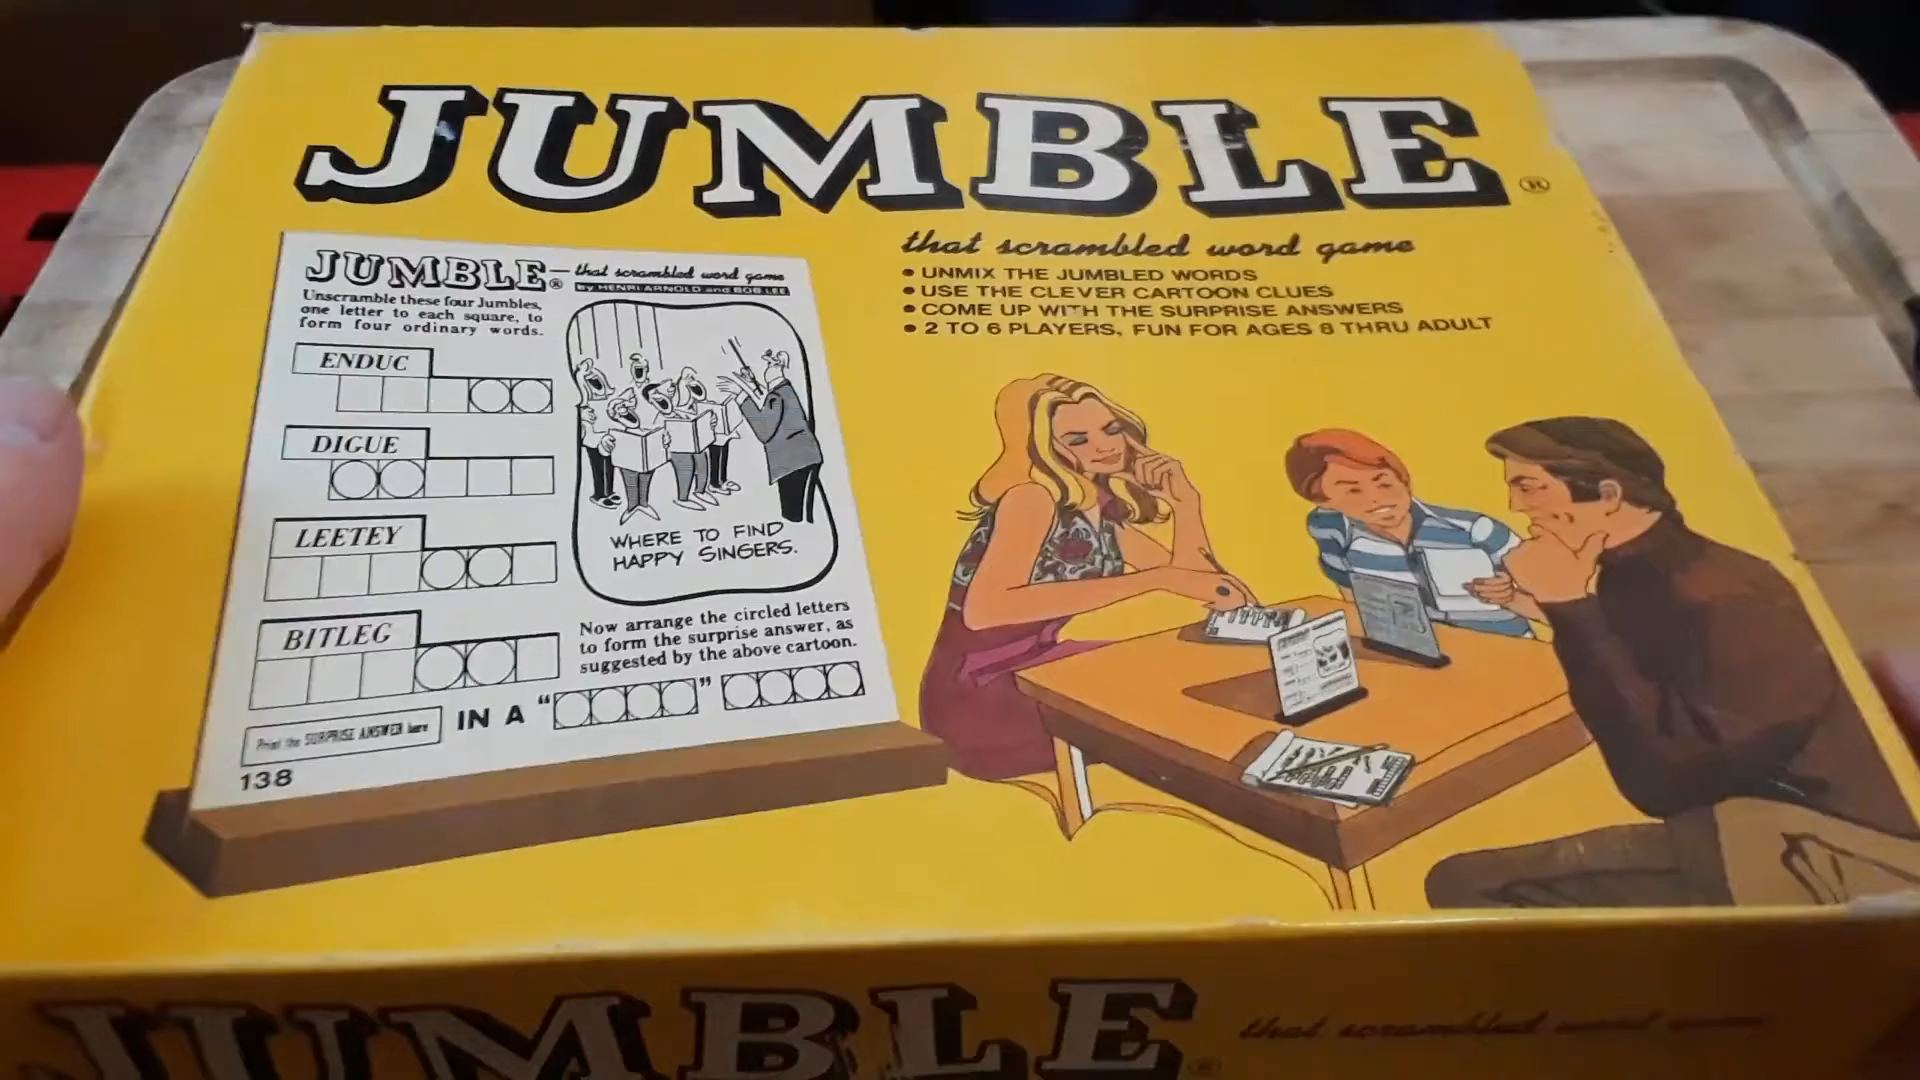 JUMBLE®
that scrambled word game
• UNMIX THE JUMBLED WORDS
• USE THE CLEVER CARTOON CLUES
• COME UP WITH THE SURPRISE ANSWERS
• 2 TO 6 PLAYERS, FUN FOR AGES 8 THRU ADULT
JUMBLE®—that scrambled word game
by HENRI ARNOLD and BOB LEE
Unscramble these four Jumbles,
one letter to each square, to
form four ordinary words.
ENDUC
DIGUE
LEETEY
BITLEG
WHERE TO FIND
HAPPY SINGERS.
Now arrange the circled letters
to form the surprise answer, as
suggested by the above cartoon.
Print the SURPRISE ANSWER here
IN A “ ”
138
JUMBLE®
that scrambled word game